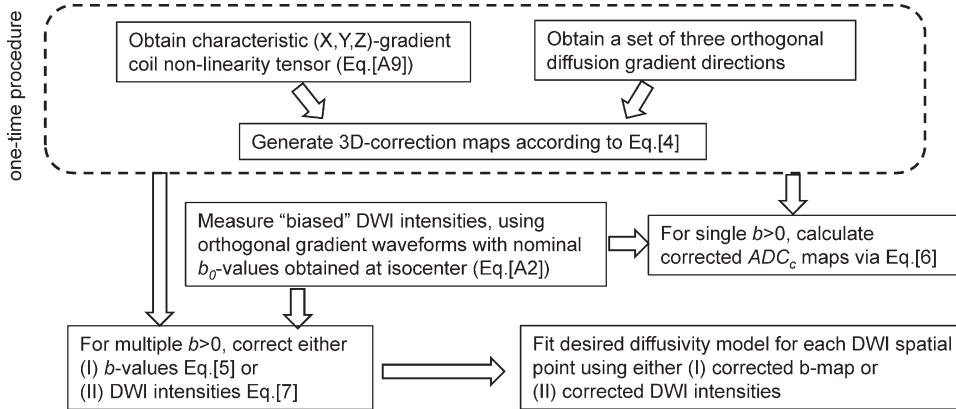 one-time procedure
Obtain characteristic (X,Y,Z)-gradient
coil non-linearity tensor (Eq.[A9])
Obtain a set of three orthogonal
diffusion gradient directions
Generate 3D-correction maps according to Eq.[4]
Measure “biased” DWI intensities, using
orthogonal gradient waveforms with nominal
b₀-values obtained at isocenter (Eq.[A2])
For single b>0, calculate
corrected ADC_c maps via Eq.[6]
For multiple b>0, correct either
(I) b-values Eq.[5] or
(II) DWI intensities Eq.[7]
Fit desired diffusivity model for each DWI spatial
point using either (I) corrected b-map or
(II) corrected DWI intensities